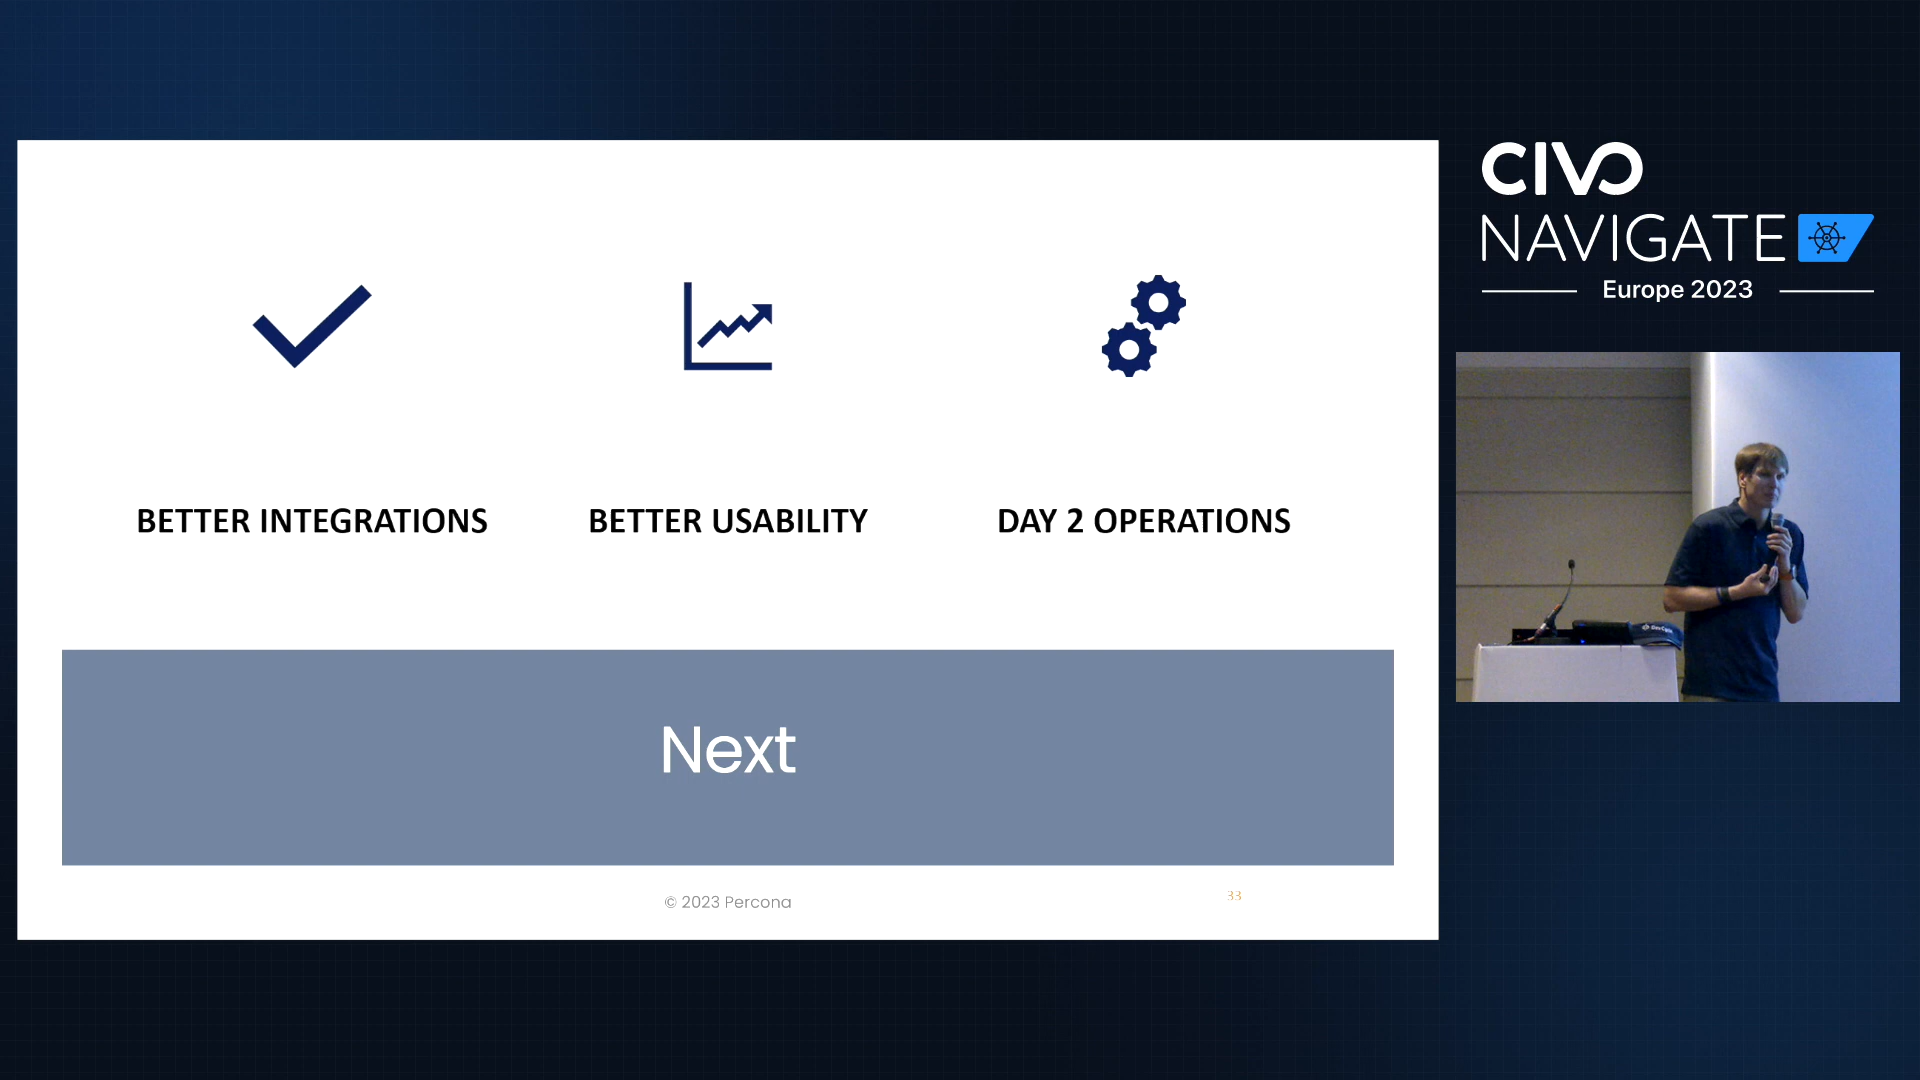 BETTER INTEGRATIONS
BETTER USABILITY
DAY 2 OPERATIONS
Next
© 2023 Percona
33
CIVO
NAVIGATE
Europe 2023